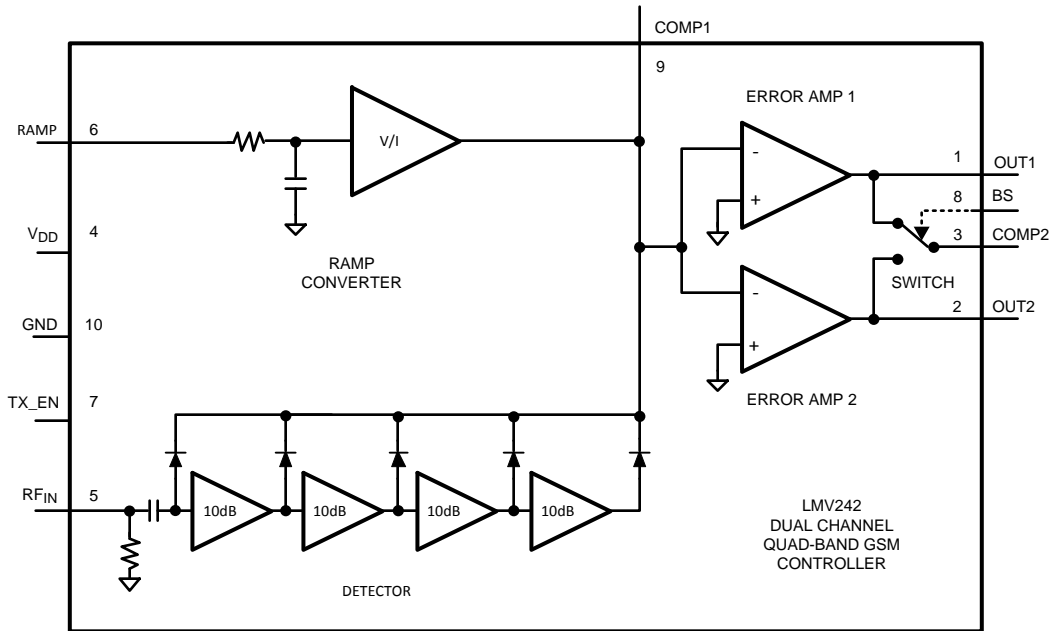 COMP1
9
ERROR AMP 1
RAMP
6
V/I
-
+
1
OUT1
8
BS
3
COMP2
SWITCH
2
OUT2
VDD
4
RAMP
CONVERTER
-
+
GND
10
ERROR AMP 2
TX_EN
7
RFIN
5
10dB
10dB
10dB
10dB
LMV242
DUAL CHANNEL
QUAD-BAND GSM
CONTROLLER
DETECTOR